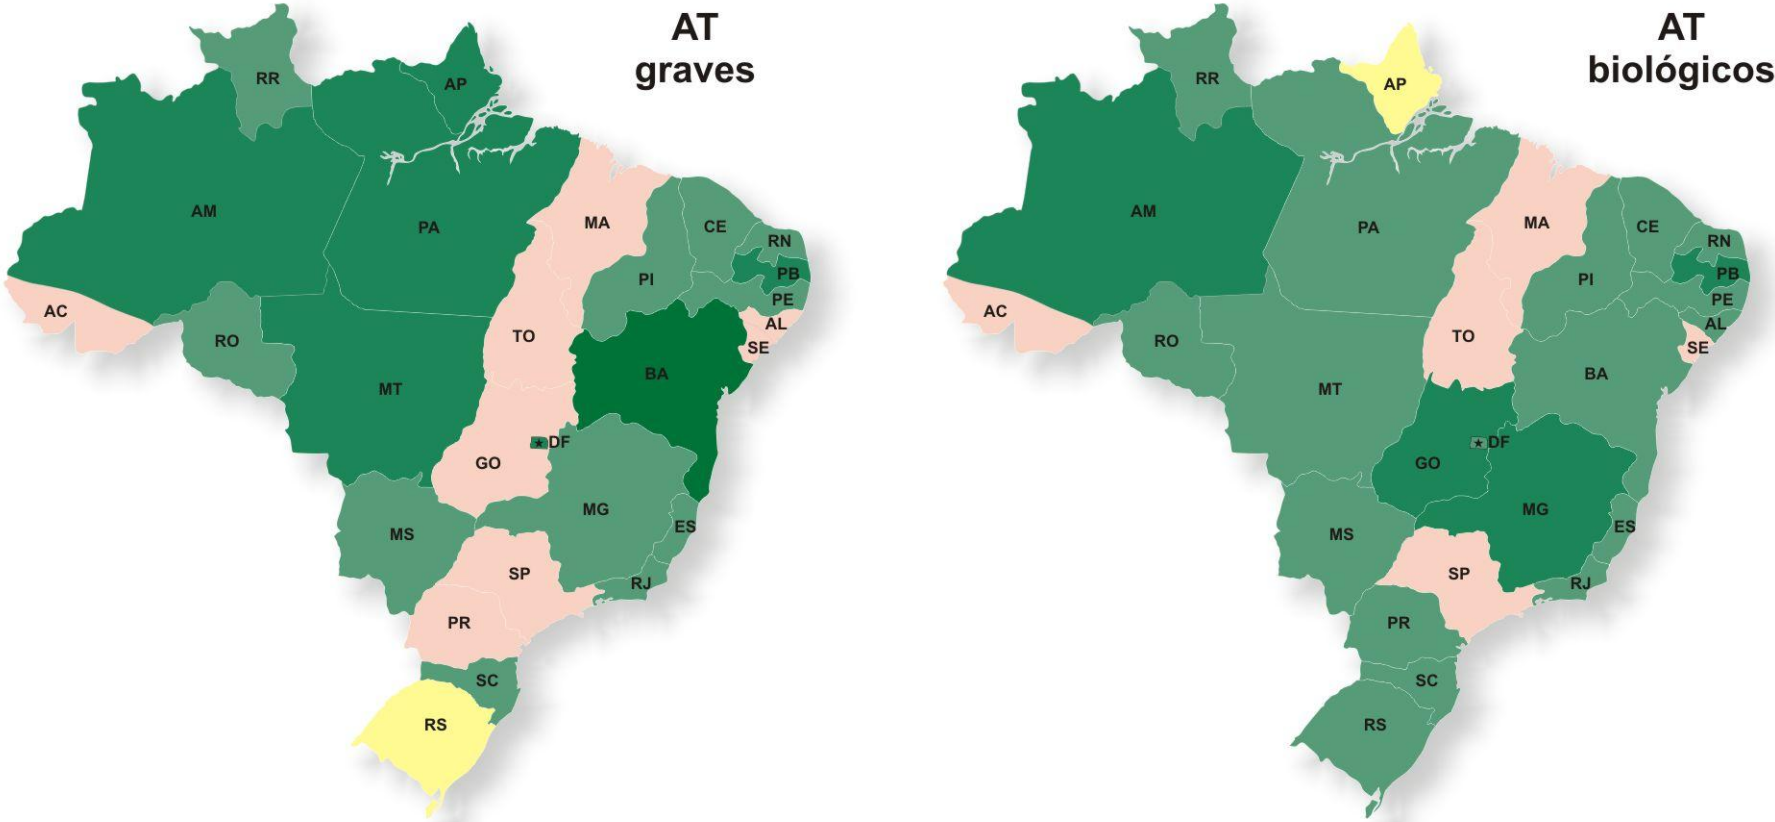 AT
graves
RR
AP
AM
PA
MA
CE
RN
PB
PI
PE
AC
AL
TO
SE
RO
BA
MT
DF
GO
MG
ES
MS
SP
RJ
PR
SC
RS
AT
biológicos
RR
AP
AM
PA
MA
CE
RN
PB
PI
PE
AC
AL
TO
SE
RO
BA
MT
DF
GO
MG
ES
MS
SP
RJ
PR
SC
RS